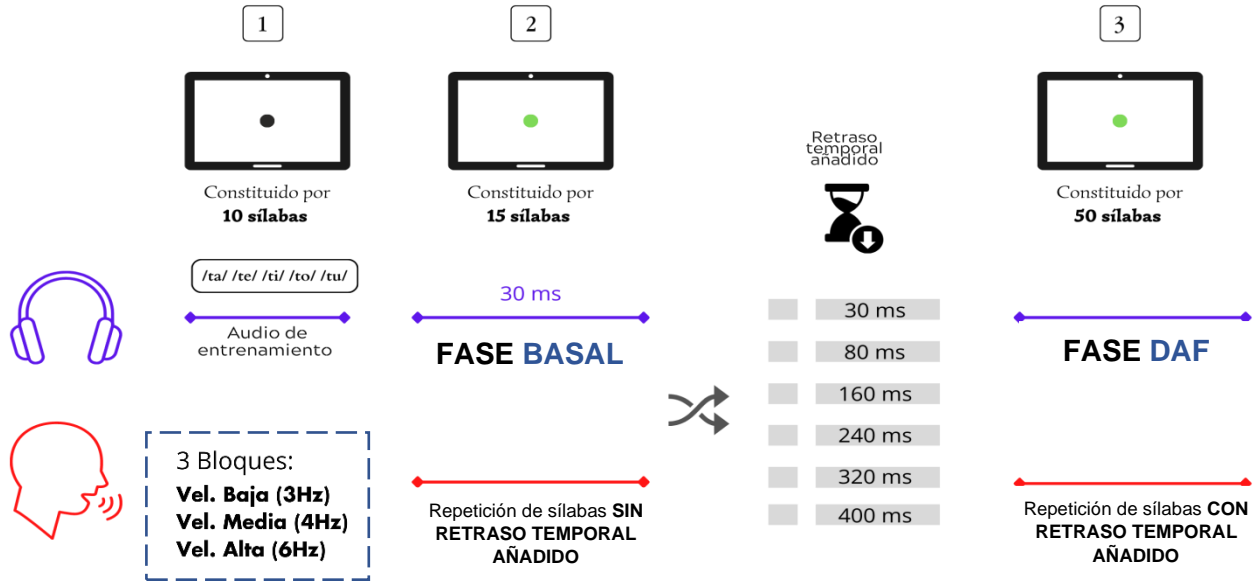 1
2
3
Constituido por
10 sílabas
Constituido por
15 sílabas
Retraso
temporal
añadido
Constituido por
50 sílabas
/ta/ /te/ /ti/ /to/ /tu/
Audio de
entrenamiento
30 ms
FASE BASAL
30 ms
80 ms
160 ms
240 ms
320 ms
400 ms
FASE DAF
3 Bloques:
Vel. Baja (3Hz)
Vel. Media (4Hz)
Vel. Alta (6Hz)
Repetición de sílabas SIN
RETRASO TEMPORAL
AÑADIDO
Repetición de sílabas CON
RETRASO TEMPORAL
AÑADIDO